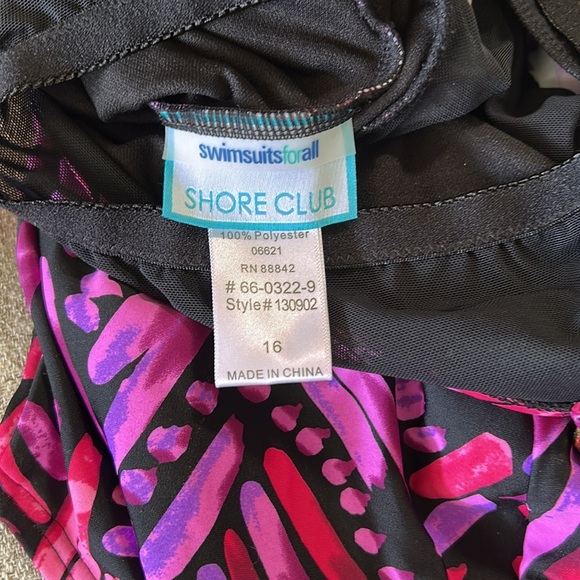 swimsuitsforall
SHORE CLUB
100% Polyester
06621
RN 88842
# 66-0322-9
Style# 130902
16
MADE IN CHINA